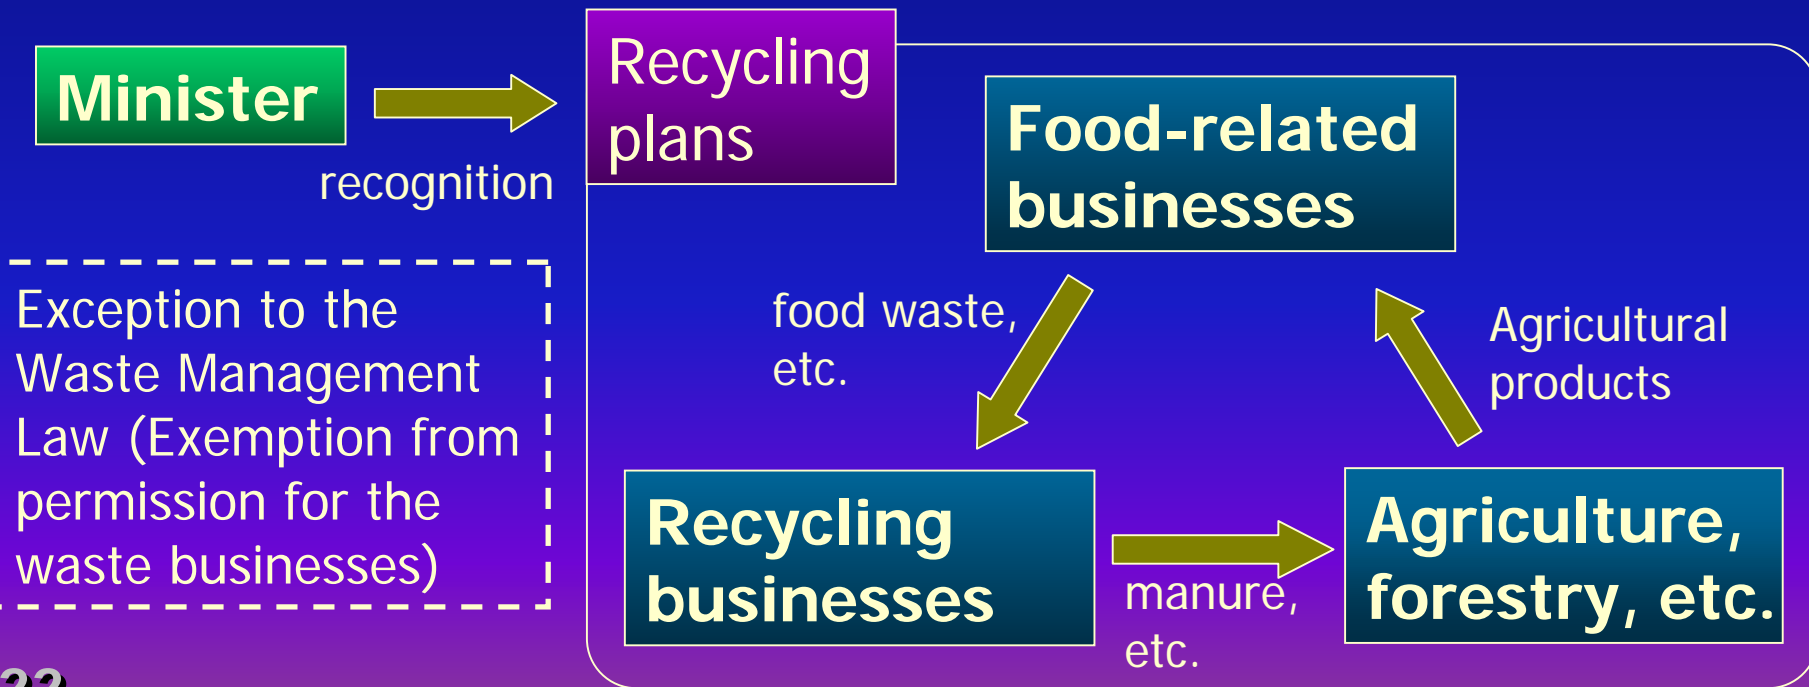 Minister
recognition
Recycling
plans
Food-related
businesses
Exception to the
Waste Management
Law (Exemption from
permission for the
waste businesses)
food waste,
etc.
Agricultural
products
Recycling
businesses
manure,
etc.
Agriculture,
forestry, etc.